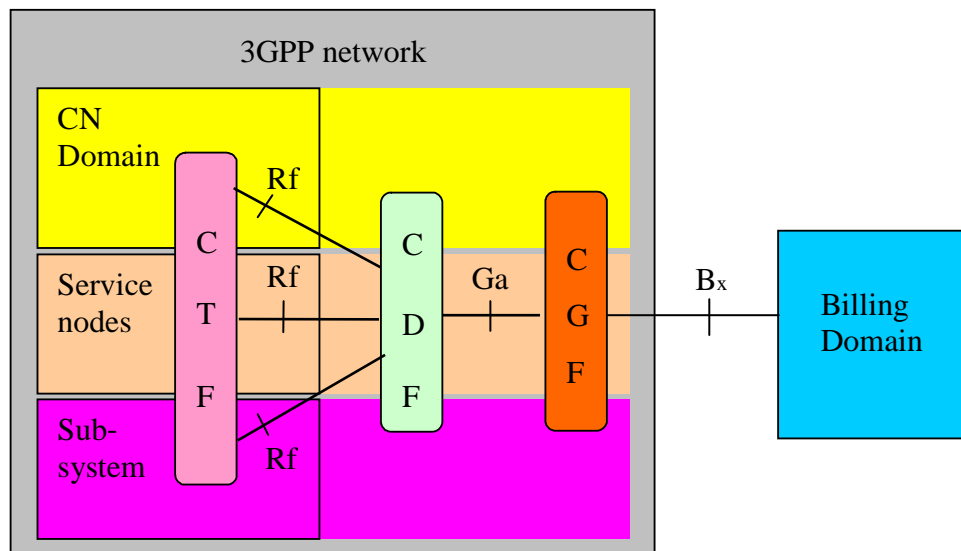 3GPP network
CN
Domain
Rf
C
T
F
Service
nodes
Rf
Sub-
system
Rf
C
D
F
Ga
C
G
F
Bx
Billing
Domain